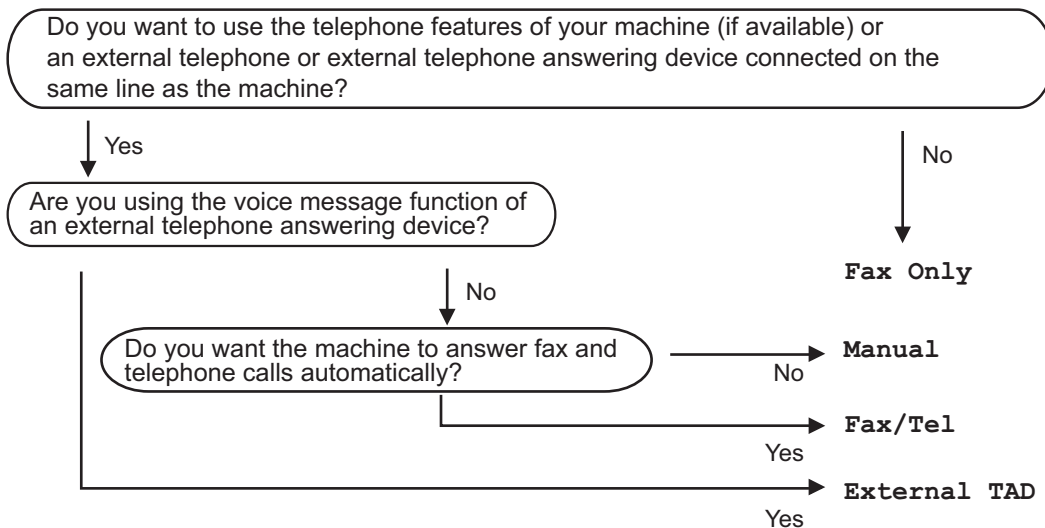 Do you want to use the telephone features of your machine (if available) or
an external telephone or external telephone answering device connected on the
same line as the machine?
Yes
No
Are you using the voice message function of
an external telephone answering device?
Fax Only
No
Do you want the machine to answer fax and
telephone calls automatically?
Manual
No
Fax/Tel
Yes
External TAD
Yes